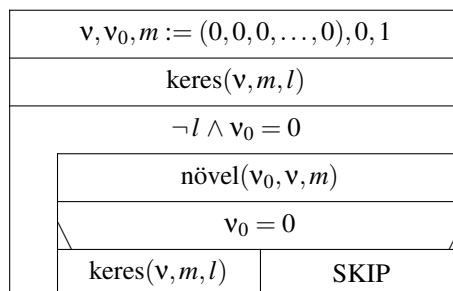 ν,ν₀,m := (0,0,0,...,0),0,1
keres(ν,m,l)
¬l ∧ ν₀ = 0
növel(ν₀,ν,m)
ν₀ = 0
keres(ν,m,l) SKIP